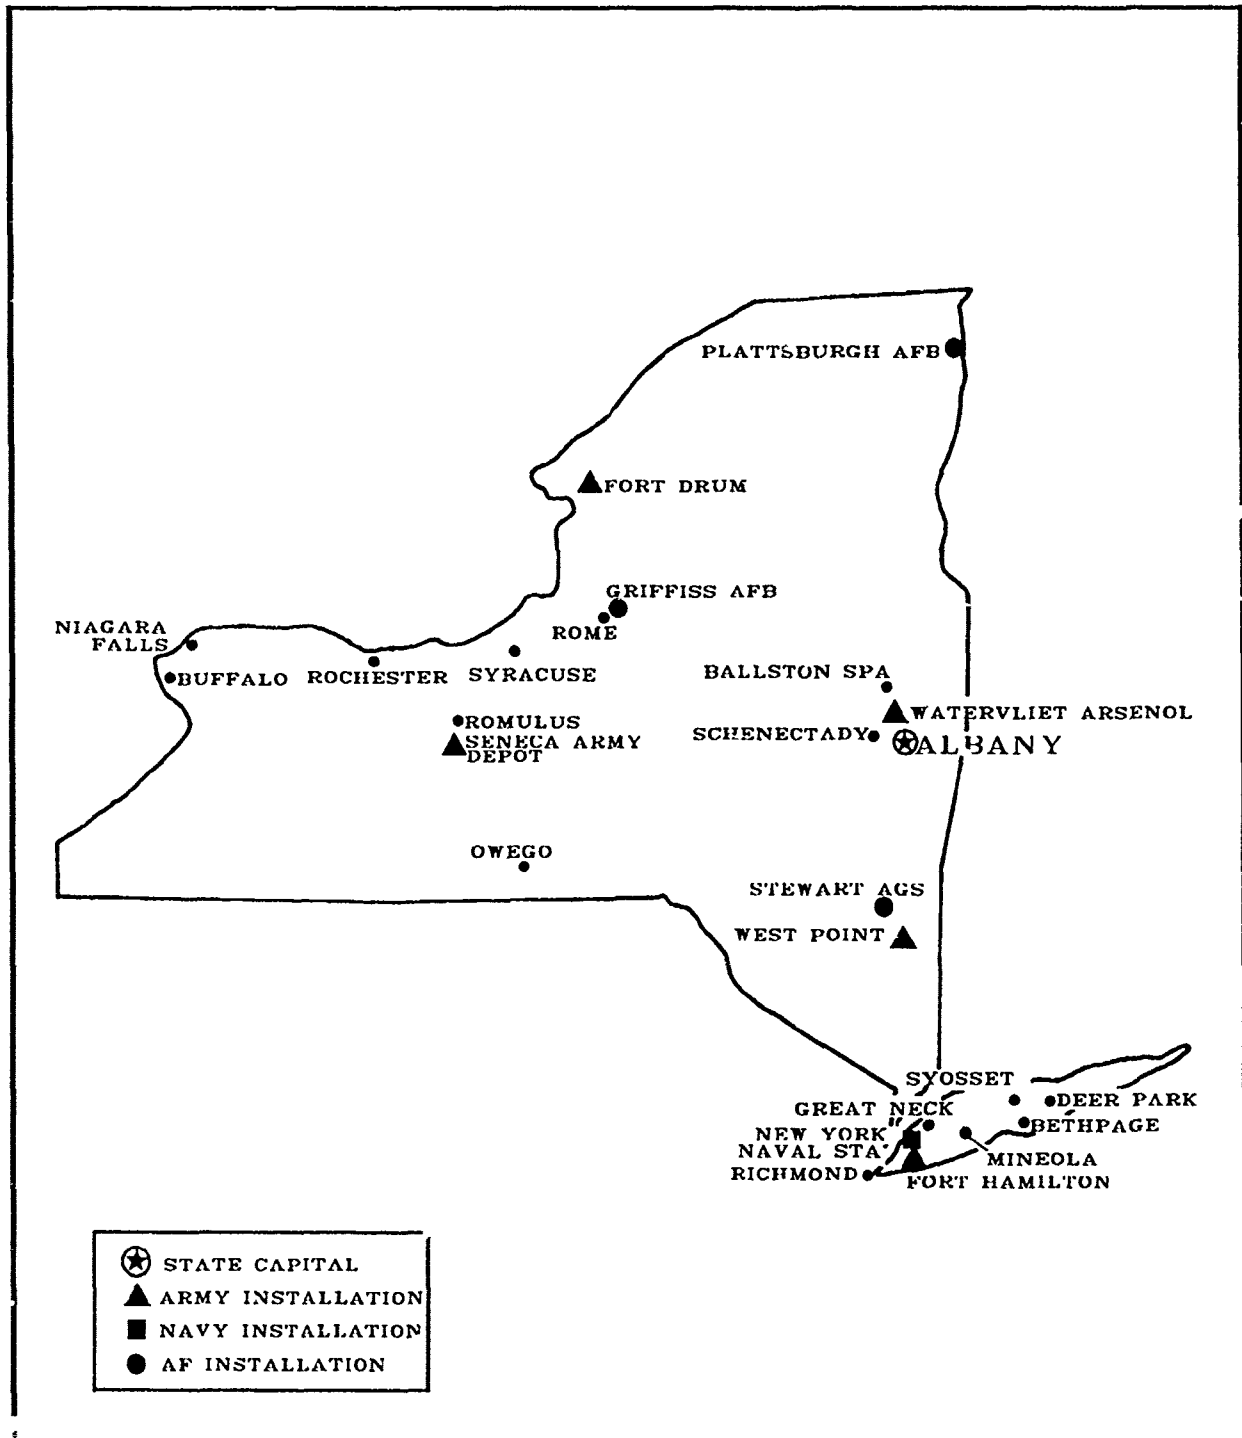 PLATTSBURGH AFB
FORT DRUM
GRIFFISS AFB
ROME
NIAGARA
FALLS
BUFFALO
ROCHESTER
SYRACUSE
BALLSTON SPA
ROMULUS
WATERVLIET ARSENOL
SCHENECTADY
SENECA ARMY
DEPOT
ALBANY
OWEGO
STEWART AGS
WEST POINT
SYOSSET
GREAT NECK
DEER PARK
NEW YORK
BETHPAGE
NAVAL STA
MINEOLA
RICHMOND
FORT HAMILTON
STATE CAPITAL
ARMY INSTALLATION
NAVY INSTALLATION
AF INSTALLATION